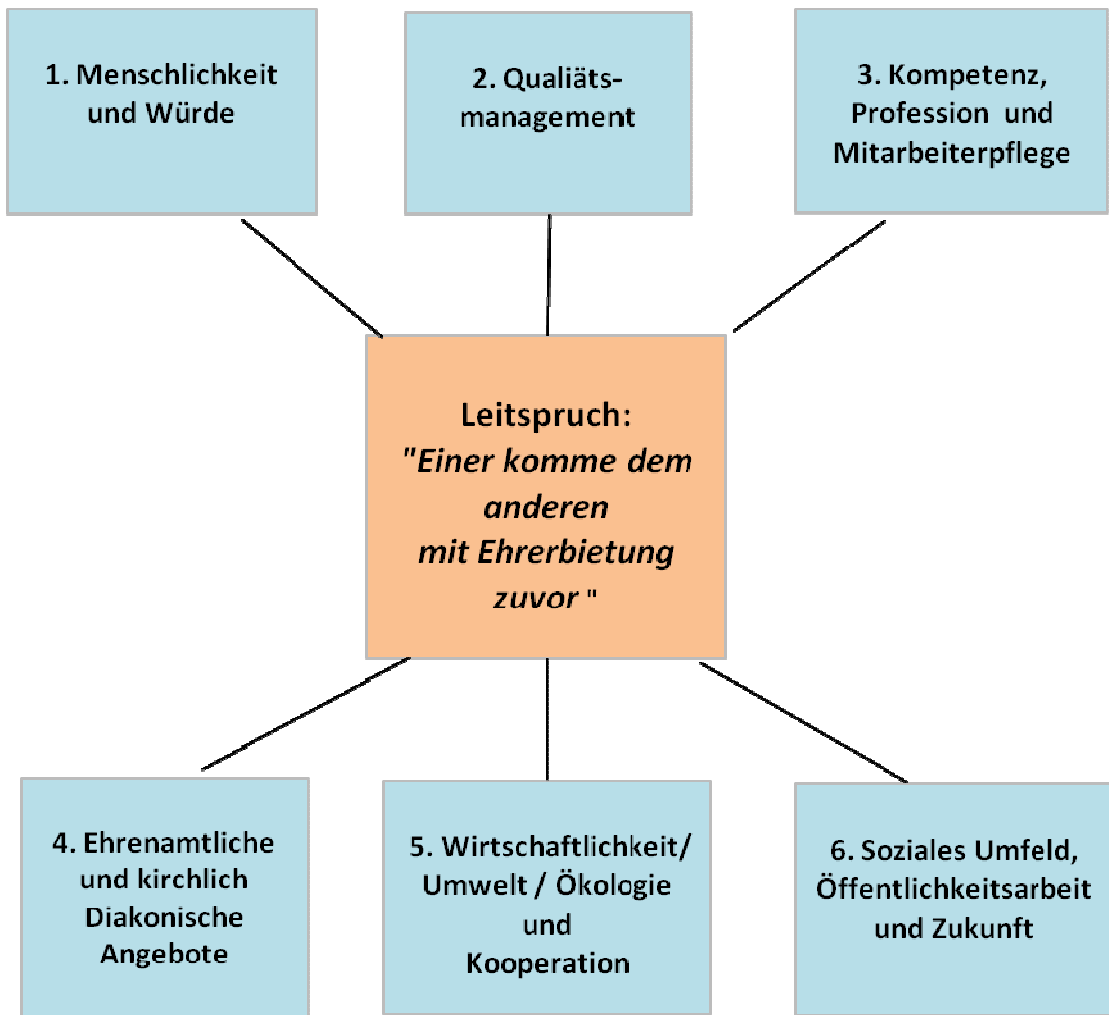 1. Menschlichkeit
und Würde
2. Qualiäts-
management
3. Kompetenz,
Profession und
Mitarbeiterpflege
Leitspruch:
"Einer komme dem
anderen
mit Ehrerbietung
zuvor "
4. Ehrenamtliche
und kirchlich
Diakonische
Angebote
5. Wirtschaftlichkeit/
Umwelt / Ökologie
und
Kooperation
6. Soziales Umfeld,
Öffentlichkeitsarbeit
und Zukunft